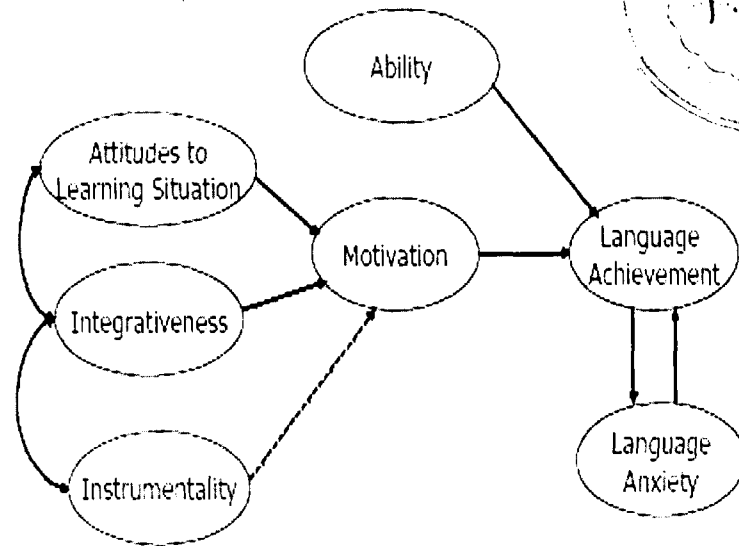 Ability
Attitudes to
Learning Situation
Motivation
Language
Achievement
Integrativeness
Instrumentality
Language
Anxiety